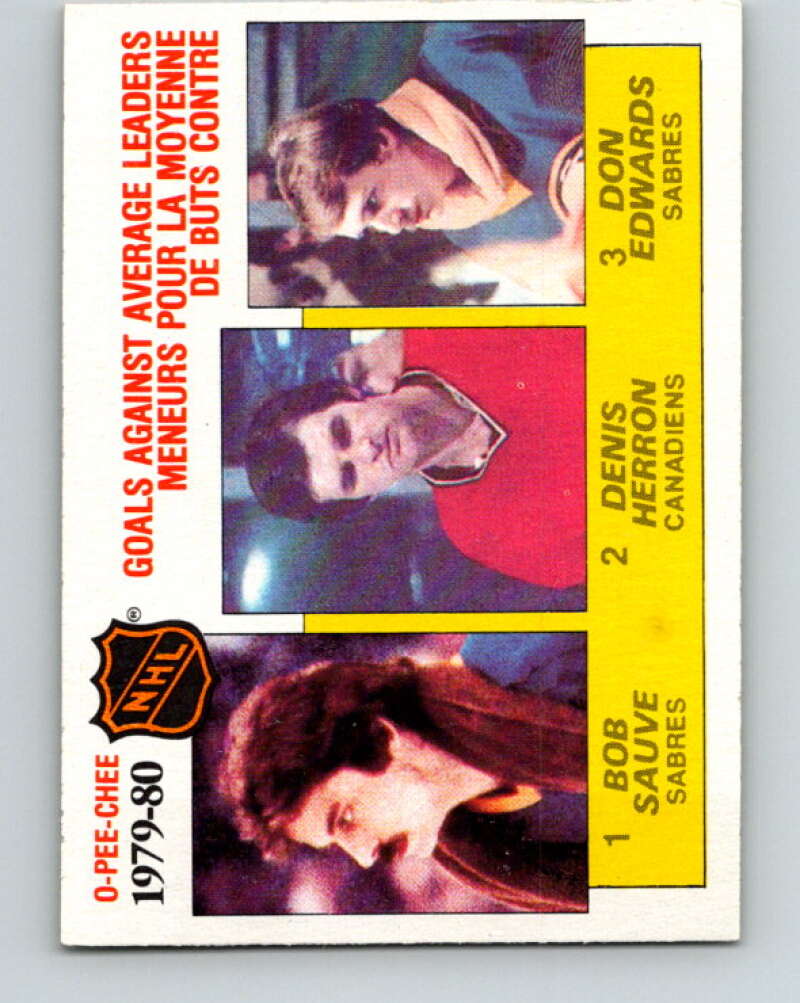 O-PEE-CHEE
1979-80
NHL
®
GOALS AGAINST AVERAGE LEADERS
MENEURS POUR LA MOYENNE
DE BUTS CONTRE
1 BOB
SAUVE
SABRES
2 DENIS
HERRON
CANADIENS
3 DON
EDWARDS
SABRES